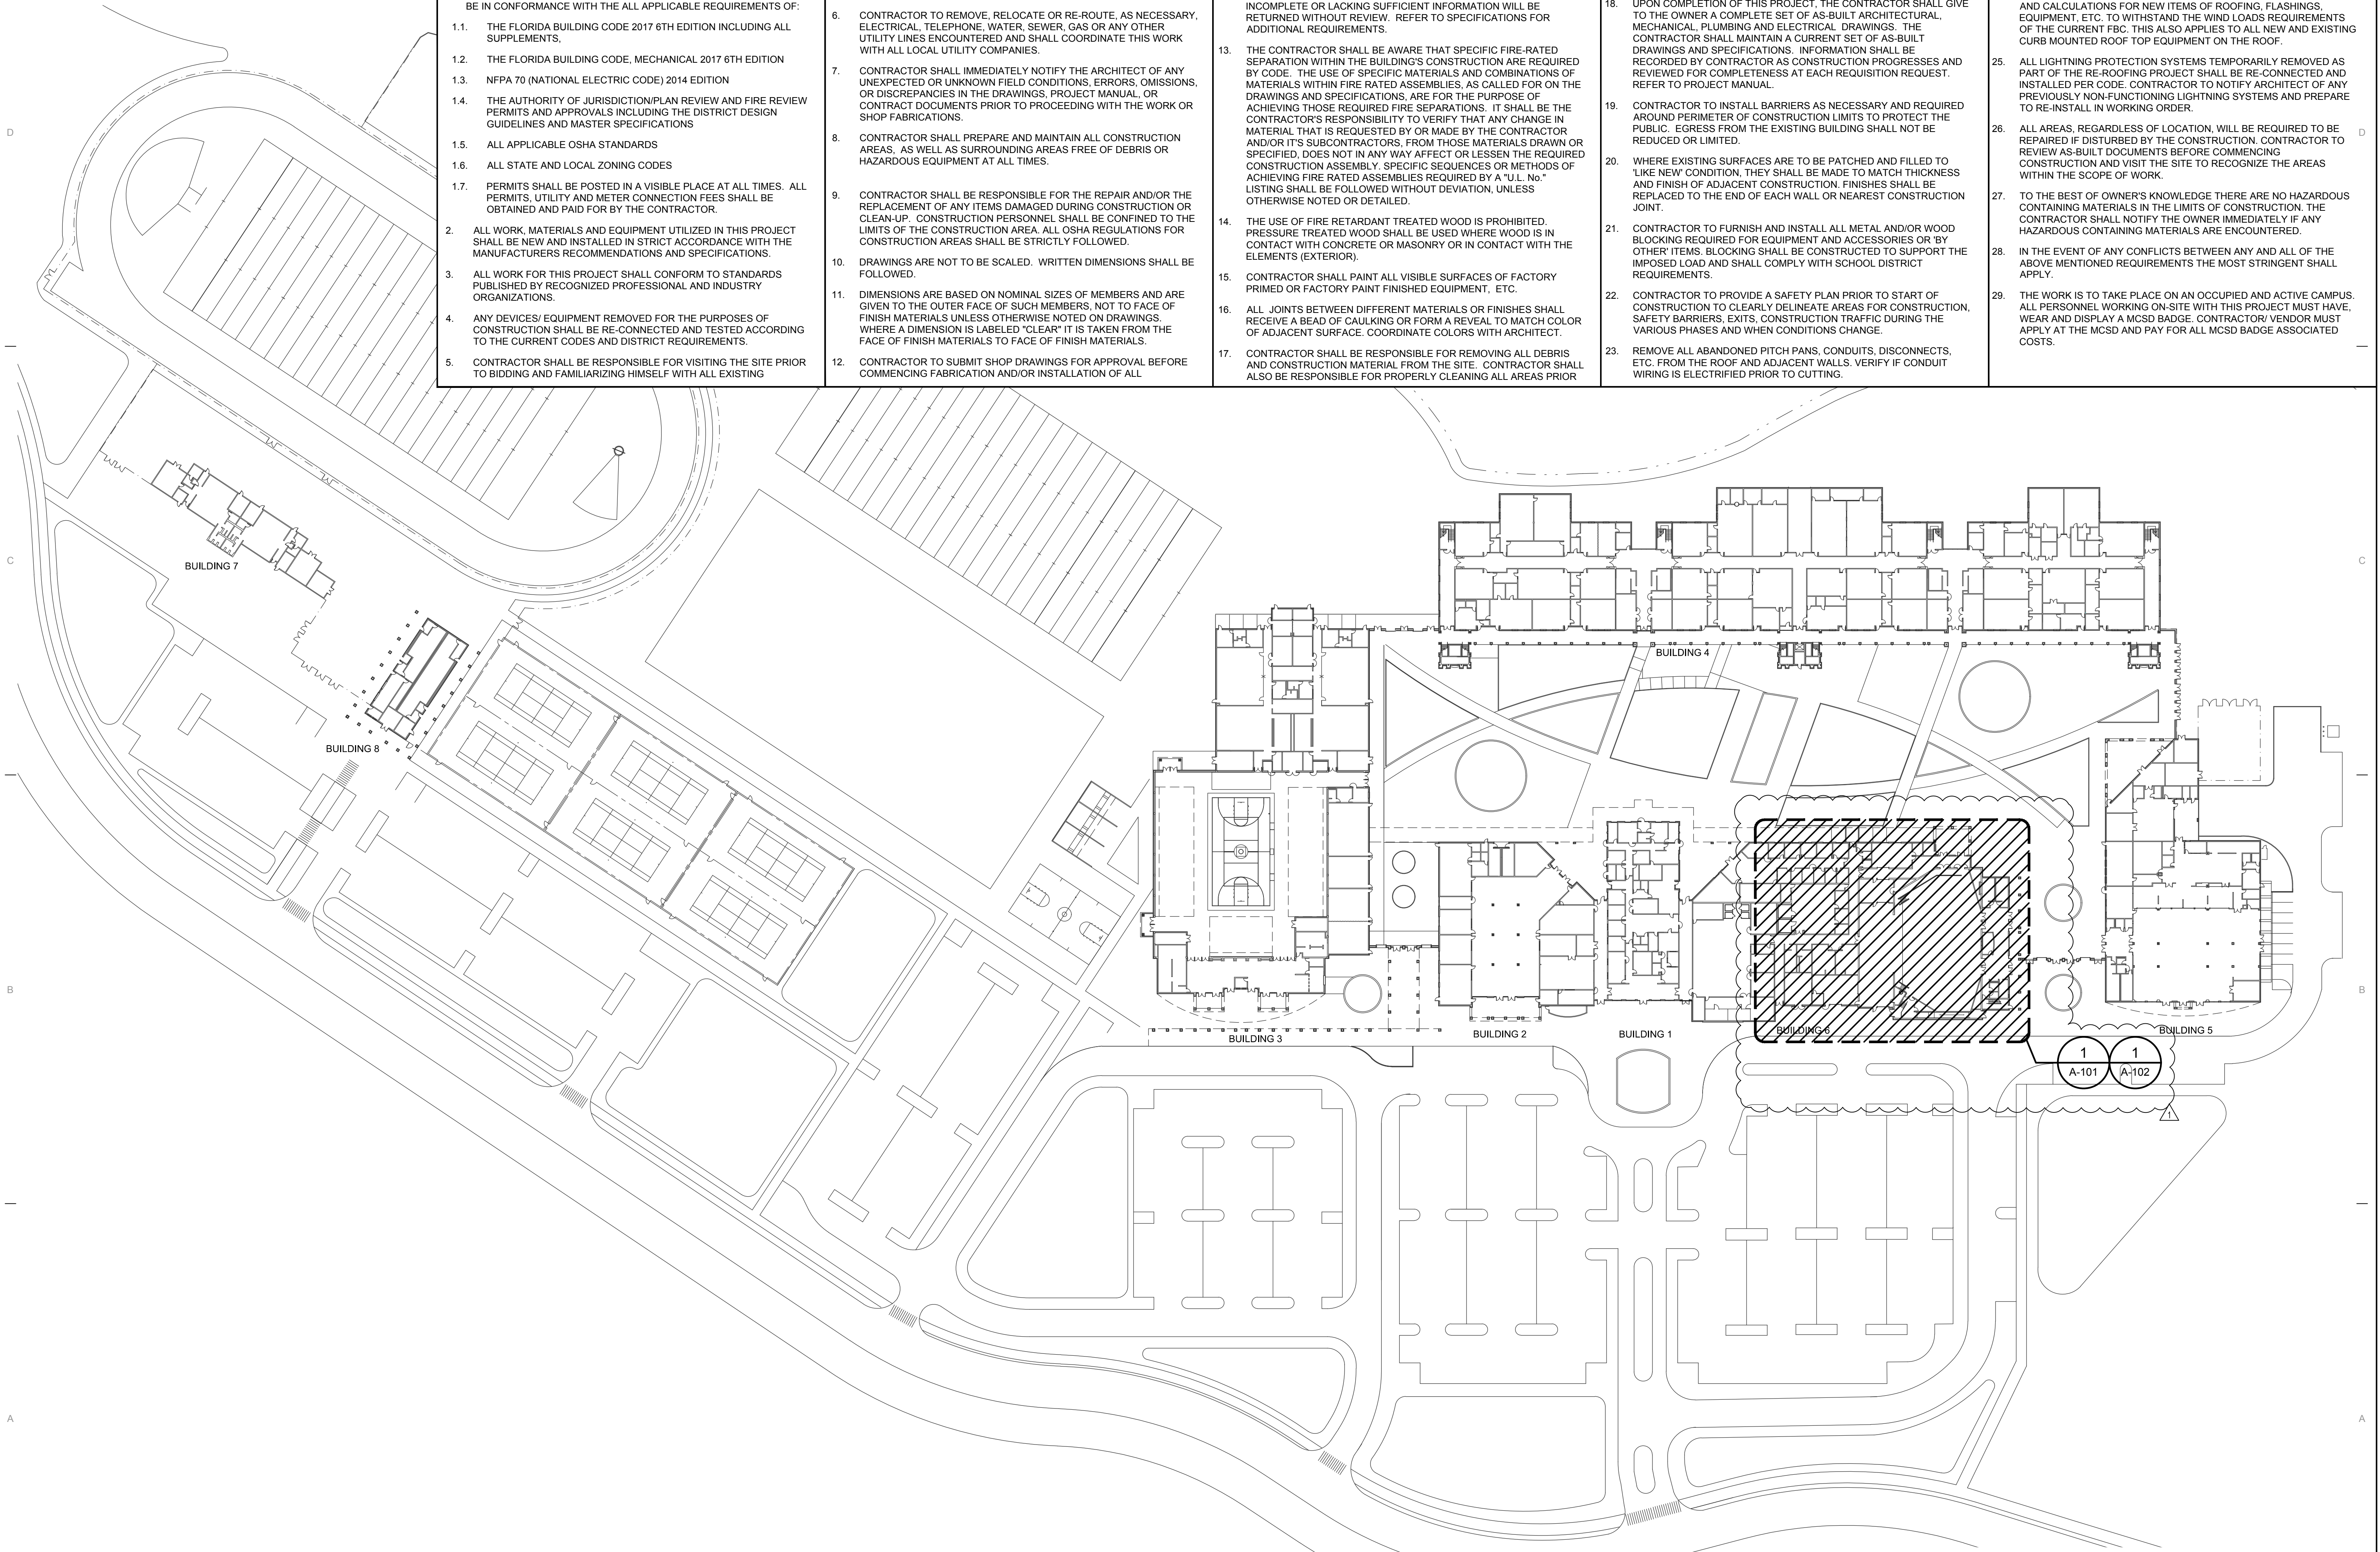 BE IN CONFORMANCE WITH THE ALL APPLICABLE REQUIREMENTS OF:
1.1. THE FLORIDA BUILDING CODE 2017 6TH EDITION INCLUDING ALL
SUPPLEMENTS,
1.2. THE FLORIDA BUILDING CODE, MECHANICAL 2017 6TH EDITION
1.3. NFPA 70 (NATIONAL ELECTRIC CODE) 2014 EDITION
1.4. THE AUTHORITY OF JURISDICTION/PLAN REVIEW AND FIRE REVIEW
PERMITS AND APPROVALS INCLUDING THE DISTRICT DESIGN
GUIDELINES AND MASTER SPECIFICATIONS
1.5. ALL APPLICABLE OSHA STANDARDS
1.6. ALL STATE AND LOCAL ZONING CODES
1.7. PERMITS SHALL BE POSTED IN A VISIBLE PLACE AT ALL TIMES. ALL
PERMITS, UTILITY AND METER CONNECTION FEES SHALL BE
OBTAINED AND PAID FOR BY THE CONTRACTOR.
2. ALL WORK, MATERIALS AND EQUIPMENT UTILIZED IN THIS PROJECT
SHALL BE NEW AND INSTALLED IN STRICT ACCORDANCE WITH THE
MANUFACTURERS RECOMMENDATIONS AND SPECIFICATIONS.
3. ALL WORK FOR THIS PROJECT SHALL CONFORM TO STANDARDS
PUBLISHED BY RECOGNIZED PROFESSIONAL AND INDUSTRY
ORGANIZATIONS.
4. ANY DEVICES/ EQUIPMENT REMOVED FOR THE PURPOSES OF
CONSTRUCTION SHALL BE RE-CONNECTED AND TESTED ACCORDING
TO THE CURRENT CODES AND DISTRICT REQUIREMENTS.
5. CONTRACTOR SHALL BE RESPONSIBLE FOR VISITING THE SITE PRIOR
TO BIDDING AND FAMILIARIZING HIMSELF WITH ALL EXISTING
6. CONTRACTOR TO REMOVE, RELOCATE OR RE-ROUTE, AS NECESSARY,
ELECTRICAL, TELEPHONE, WATER, SEWER, GAS OR ANY OTHER
UTILITY LINES ENCOUNTERED AND SHALL COORDINATE THIS WORK
WITH ALL LOCAL UTILITY COMPANIES.
7. CONTRACTOR SHALL IMMEDIATELY NOTIFY THE ARCHITECT OF ANY
UNEXPECTED OR UNKNOWN FIELD CONDITIONS, ERRORS, OMISSIONS,
OR DISCREPANCIES IN THE DRAWINGS, PROJECT MANUAL, OR
CONTRACT DOCUMENTS PRIOR TO PROCEEDING WITH THE WORK OR
SHOP FABRICATIONS.
8. CONTRACTOR SHALL PREPARE AND MAINTAIN ALL CONSTRUCTION
AREAS, AS WELL AS SURROUNDING AREAS FREE OF DEBRIS OR
HAZARDOUS EQUIPMENT AT ALL TIMES.
9. CONTRACTOR SHALL BE RESPONSIBLE FOR THE REPAIR AND/OR THE
REPLACEMENT OF ANY ITEMS DAMAGED DURING CONSTRUCTION OR
CLEAN-UP. CONSTRUCTION PERSONNEL SHALL BE CONFINED TO THE
LIMITS OF THE CONSTRUCTION AREA. ALL OSHA REGULATIONS FOR
CONSTRUCTION AREAS SHALL BE STRICTLY FOLLOWED.
10. DRAWINGS ARE NOT TO BE SCALED. WRITTEN DIMENSIONS SHALL BE
FOLLOWED.
11. DIMENSIONS ARE BASED ON NOMINAL SIZES OF MEMBERS AND ARE
GIVEN TO THE OUTER FACE OF SUCH MEMBERS, NOT TO FACE OF
FINISH MATERIALS UNLESS OTHERWISE NOTED ON DRAWINGS.
WHERE A DIMENSION IS LABELED "CLEAR" IT IS TAKEN FROM THE
FACE OF FINISH MATERIALS TO FACE OF FINISH MATERIALS.
12. CONTRACTOR TO SUBMIT SHOP DRAWINGS FOR APPROVAL BEFORE
COMMENCING FABRICATION AND/OR INSTALLATION OF ALL
INCOMPLETE OR LACKING SUFFICIENT INFORMATION WILL BE
RETURNED WITHOUT REVIEW. REFER TO SPECIFICATIONS FOR
ADDITIONAL REQUIREMENTS.
13. THE CONTRACTOR SHALL BE AWARE THAT SPECIFIC FIRE-RATED
SEPARATION WITHIN THE BUILDING'S CONSTRUCTION ARE REQUIRED
BY CODE. THE USE OF SPECIFIC MATERIALS AND COMBINATIONS OF
MATERIALS WITHIN FIRE RATED ASSEMBLIES, AS CALLED FOR ON THE
DRAWINGS AND SPECIFICATIONS, ARE FOR THE PURPOSE OF
ACHIEVING THOSE REQUIRED FIRE SEPARATIONS. IT SHALL BE THE
CONTRACTOR'S RESPONSIBILITY TO VERIFY THAT ANY CHANGE IN
MATERIAL THAT IS REQUESTED BY OR MADE BY THE CONTRACTOR
AND/OR IT'S SUBCONTRACTORS, FROM THOSE MATERIALS DRAWN OR
SPECIFIED, DOES NOT IN ANY WAY AFFECT OR LESSEN THE REQUIRED
CONSTRUCTION ASSEMBLY. SPECIFIC SEQUENCES OR METHODS OF
ACHIEVING FIRE RATED ASSEMBLIES REQUIRED BY A "U.L. No."
LISTING SHALL BE FOLLOWED WITHOUT DEVIATION, UNLESS
OTHERWISE NOTED OR DETAILED.
14. THE USE OF FIRE RETARDANT TREATED WOOD IS PROHIBITED.
PRESSURE TREATED WOOD SHALL BE USED WHERE WOOD IS IN
CONTACT WITH CONCRETE OR MASONRY OR IN CONTACT WITH THE
ELEMENTS (EXTERIOR).
15. CONTRACTOR SHALL PAINT ALL VISIBLE SURFACES OF FACTORY
PRIMED OR FACTORY PAINT FINISHED EQUIPMENT, ETC.
16. ALL JOINTS BETWEEN DIFFERENT MATERIALS OR FINISHES SHALL
RECEIVE A BEAD OF CAULKING OR FORM A REVEAL TO MATCH COLOR
OF ADJACENT SURFACE. COORDINATE COLORS WITH ARCHITECT.
17. CONTRACTOR SHALL BE RESPONSIBLE FOR REMOVING ALL DEBRIS
AND CONSTRUCTION MATERIAL FROM THE SITE. CONTRACTOR SHALL
ALSO BE RESPONSIBLE FOR PROPERLY CLEANING ALL AREAS PRIOR
18. UPON COMPLETION OF THIS PROJECT, THE CONTRACTOR SHALL GIVE
TO THE OWNER A COMPLETE SET OF AS-BUILT ARCHITECTURAL,
MECHANICAL, PLUMBING AND ELECTRICAL DRAWINGS. THE
CONTRACTOR SHALL MAINTAIN A CURRENT SET OF AS-BUILT
DRAWINGS AND SPECIFICATIONS. INFORMATION SHALL BE
RECORDED BY CONTRACTOR AS CONSTRUCTION PROGRESSES AND
REVIEWED FOR COMPLETENESS AT EACH REQUISITION REQUEST.
REFER TO PROJECT MANUAL.
19. CONTRACTOR TO INSTALL BARRIERS AS NECESSARY AND REQUIRED
AROUND PERIMETER OF CONSTRUCTION LIMITS TO PROTECT THE
PUBLIC. EGRESS FROM THE EXISTING BUILDING SHALL NOT BE
REDUCED OR LIMITED.
20. WHERE EXISTING SURFACES ARE TO BE PATCHED AND FILLED TO
'LIKE NEW' CONDITION, THEY SHALL BE MADE TO MATCH THICKNESS
AND FINISH OF ADJACENT CONSTRUCTION. FINISHES SHALL BE
REPLACED TO THE END OF EACH WALL OR NEAREST CONSTRUCTION
JOINT.
21. CONTRACTOR TO FURNISH AND INSTALL ALL METAL AND/OR WOOD
BLOCKING REQUIRED FOR EQUIPMENT AND ACCESSORIES OR 'BY
OTHER' ITEMS. BLOCKING SHALL BE CONSTRUCTED TO SUPPORT THE
IMPOSED LOAD AND SHALL COMPLY WITH SCHOOL DISTRICT
REQUIREMENTS.
22. CONTRACTOR TO PROVIDE A SAFETY PLAN PRIOR TO START OF
CONSTRUCTION TO CLEARLY DELINEATE AREAS FOR CONSTRUCTION,
SAFETY BARRIERS, EXITS, CONSTRUCTION TRAFFIC DURING THE
VARIOUS PHASES AND WHEN CONDITIONS CHANGE.
23. REMOVE ALL ABANDONED PITCH PANS, CONDUITS, DISCONNECTS,
ETC. FROM THE ROOF AND ADJACENT WALLS. VERIFY IF CONDUIT
WIRING IS ELECTRIFIED PRIOR TO CUTTING.
AND CALCULATIONS FOR NEW ITEMS OF ROOFING, FLASHINGS,
EQUIPMENT, ETC. TO WITHSTAND THE WIND LOADS REQUIREMENTS
OF THE CURRENT FBC. THIS ALSO APPLIES TO ALL NEW AND EXISTING
CURB MOUNTED ROOF TOP EQUIPMENT ON THE ROOF.
25. ALL LIGHTNING PROTECTION SYSTEMS TEMPORARILY REMOVED AS
PART OF THE RE-ROOFING PROJECT SHALL BE RE-CONNECTED AND
INSTALLED PER CODE. CONTRACTOR TO NOTIFY ARCHITECT OF ANY
PREVIOUSLY NON-FUNCTIONING LIGHTNING SYSTEMS AND PREPARE
TO RE-INSTALL IN WORKING ORDER.
26. ALL AREAS, REGARDLESS OF LOCATION, WILL BE REQUIRED TO BE
REPAIRED IF DISTURBED BY THE CONSTRUCTION. CONTRACTOR TO
REVIEW AS-BUILT DOCUMENTS BEFORE COMMENCING
CONSTRUCTION AND VISIT THE SITE TO RECOGNIZE THE AREAS
WITHIN THE SCOPE OF WORK.
27. TO THE BEST OF OWNER'S KNOWLEDGE THERE ARE NO HAZARDOUS
CONTAINING MATERIALS IN THE LIMITS OF CONSTRUCTION. THE
CONTRACTOR SHALL NOTIFY THE OWNER IMMEDIATELY IF ANY
HAZARDOUS CONTAINING MATERIALS ARE ENCOUNTERED.
28. IN THE EVENT OF ANY CONFLICTS BETWEEN ANY AND ALL OF THE
ABOVE MENTIONED REQUIREMENTS THE MOST STRINGENT SHALL
APPLY.
29. THE WORK IS TO TAKE PLACE ON AN OCCUPIED AND ACTIVE CAMPUS.
ALL PERSONNEL WORKING ON-SITE WITH THIS PROJECT MUST HAVE,
WEAR AND DISPLAY A MCSD BADGE. CONTRACTOR/ VENDOR MUST
APPLY AT THE MCSD AND PAY FOR ALL MCSD BADGE ASSOCIATED
COSTS.
D
D
C
C
BUILDING 7
BUILDING 4
BUILDING 8
B
B
BUILDING 3
BUILDING 2
BUILDING 1
BUILDING 6
BUILDING 5
1
A-101
1
A-102
1
A
A